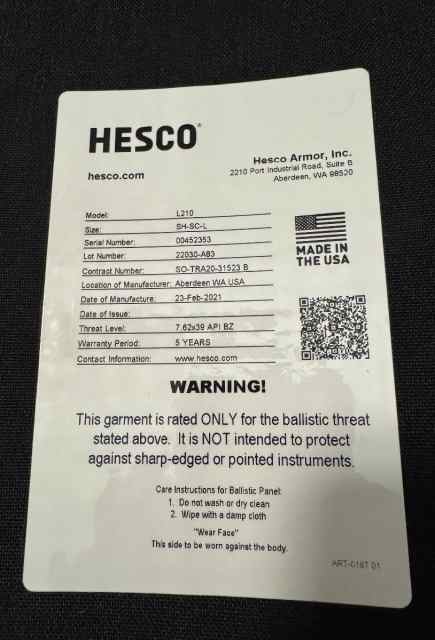 HESCO®
hesco.com
Hesco Armor, Inc.
2210 Port Industrial Road, Suite B
Aberdeen, WA 98520
Model: L210
Size: SH-SC-L
Serial Number: 00452353
Lot Number: 22030-A83
Contract Number: SO-TRA20-31523 B
Location of Manufacturer: Aberdeen WA USA
Date of Manufacture: 23-Feb-2021
Date of Issue:
Threat Level: 7.62x39 API BZ
Warranty Period: 5 YEARS
Contact Information: www.hesco.com
MADE IN
THE USA
WARNING!
This garment is rated ONLY for the ballistic threat
stated above. It is NOT intended to protect
against sharp-edged or pointed instruments.
Care Instructions for Ballistic Panel:
1. Do not wash or dry clean
2. Wipe with a damp cloth
"Wear Face"
This side to be worn against the body.
ART-0187 01